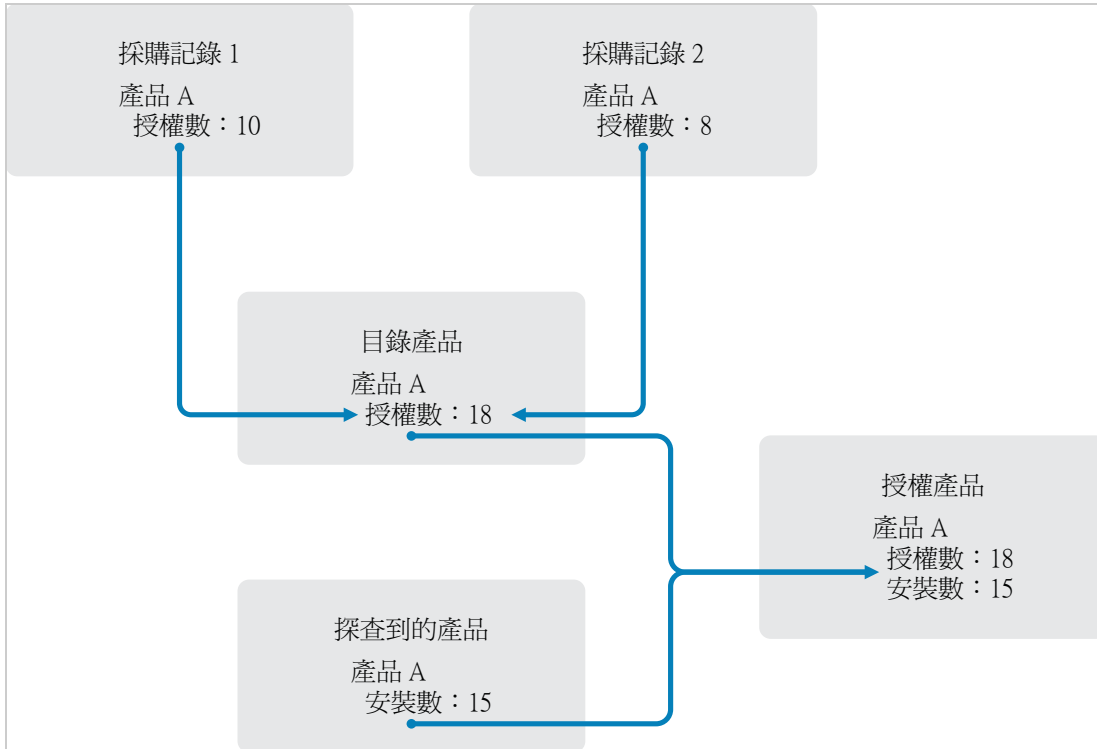 採購記錄 1
產品 A
授權數：10
採購記錄 2
產品 A
授權數：8
目錄產品
產品 A
授權數：18
授權產品
產品 A
授權數：18
安裝數：15
探查到的產品
產品 A
安裝數：15